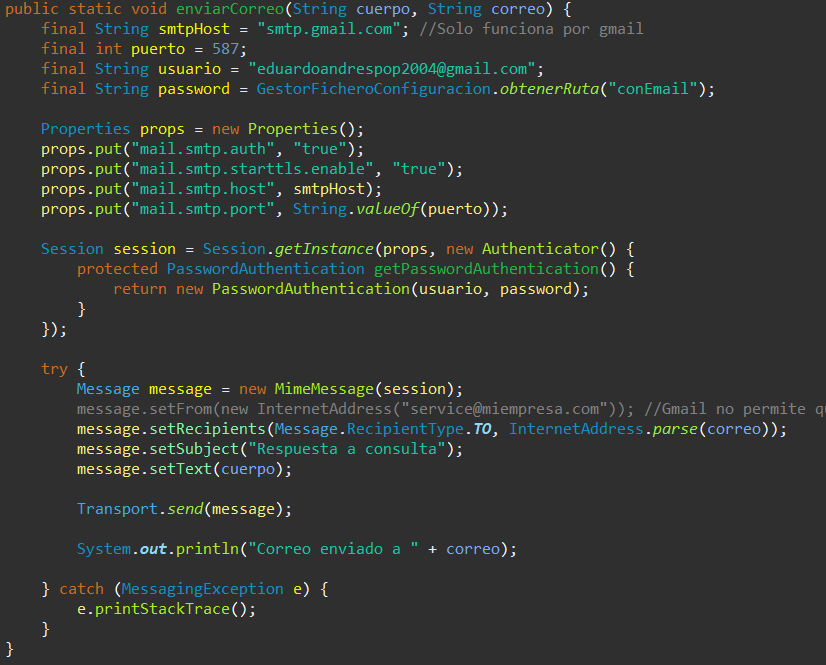 public static void enviarCorreo(String cuerpo, String correo) {
final String smtpHost = "smtp.gmail.com"; //Solo funciona por gmail
final int puerto = 587;
final String usuario = "eduardoandrespop2004@gmail.com";
final String password = GestorFicheroConfiguracion.obtenerRuta("conEmail");
Properties props = new Properties();
props.put("mail.smtp.auth", "true");
props.put("mail.smtp.starttls.enable", "true");
props.put("mail.smtp.host", smtpHost);
props.put("mail.smtp.port", String.valueOf(puerto));
Session session = Session.getInstance(props, new Authenticator() {
protected PasswordAuthentication getPasswordAuthentication() {
return new PasswordAuthentication(usuario, password);
}
});
try {
Message message = new MimeMessage(session);
message.setFrom(new InternetAddress("service@miempresa.com")); //Gmail no permite
message.setRecipients(Message.RecipientType.TO, InternetAddress.parse(correo));
message.setSubject("Respuesta a consulta");
message.setText(cuerpo);
Transport.send(message);
System.out.println("Correo enviado a " + correo);
} catch (MessagingException e) {
e.printStackTrace();
}
}